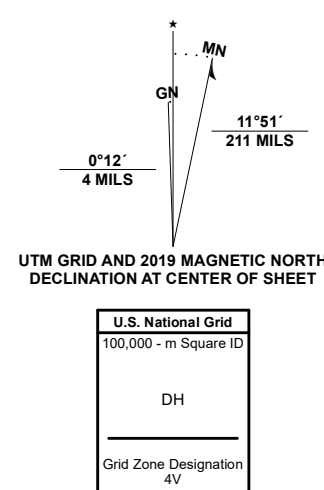 ★
MN
GN
11°51´
211 MILS
0°12´
4 MILS
UTM GRID AND 2019 MAGNETIC NORTH
DECLINATION AT CENTER OF SHEET
U.S. National Grid
100,000 - m Square ID
DH
Grid Zone Designation
4V